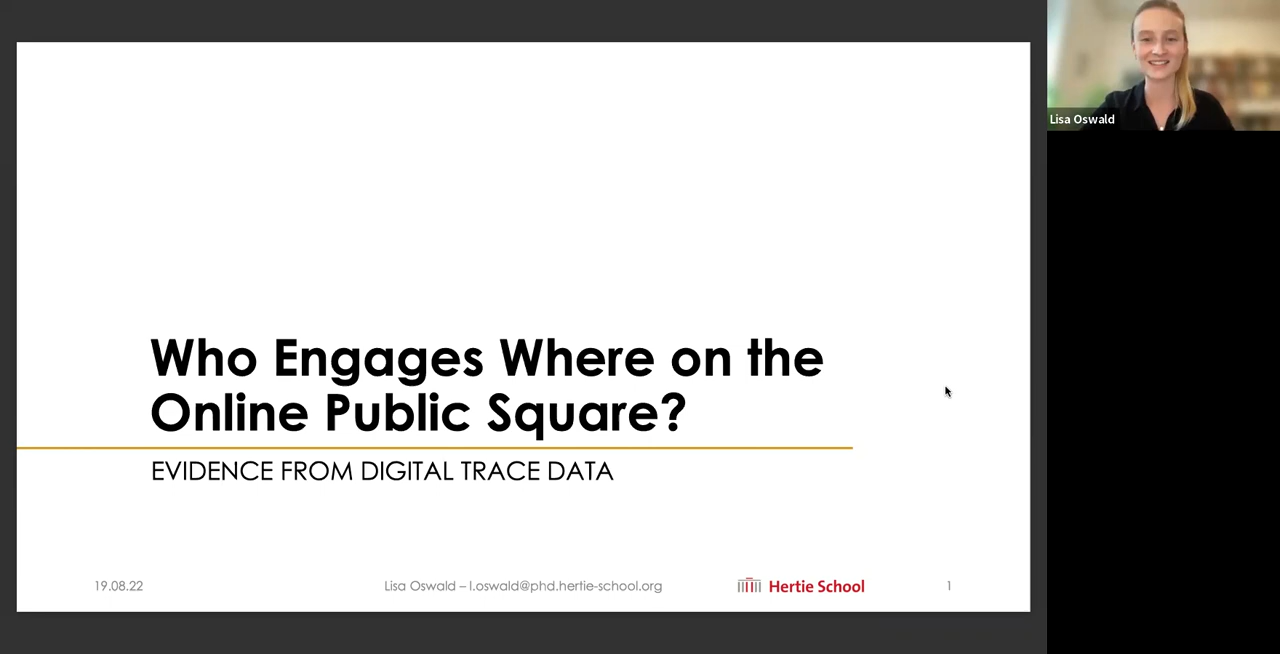 Lisa Oswald
Who Engages Where on the
Online Public Square?
EVIDENCE FROM DIGITAL TRACE DATA
19.08.22
Lisa Oswald – l.oswald@phd.hertie-school.org
Hertie School
1